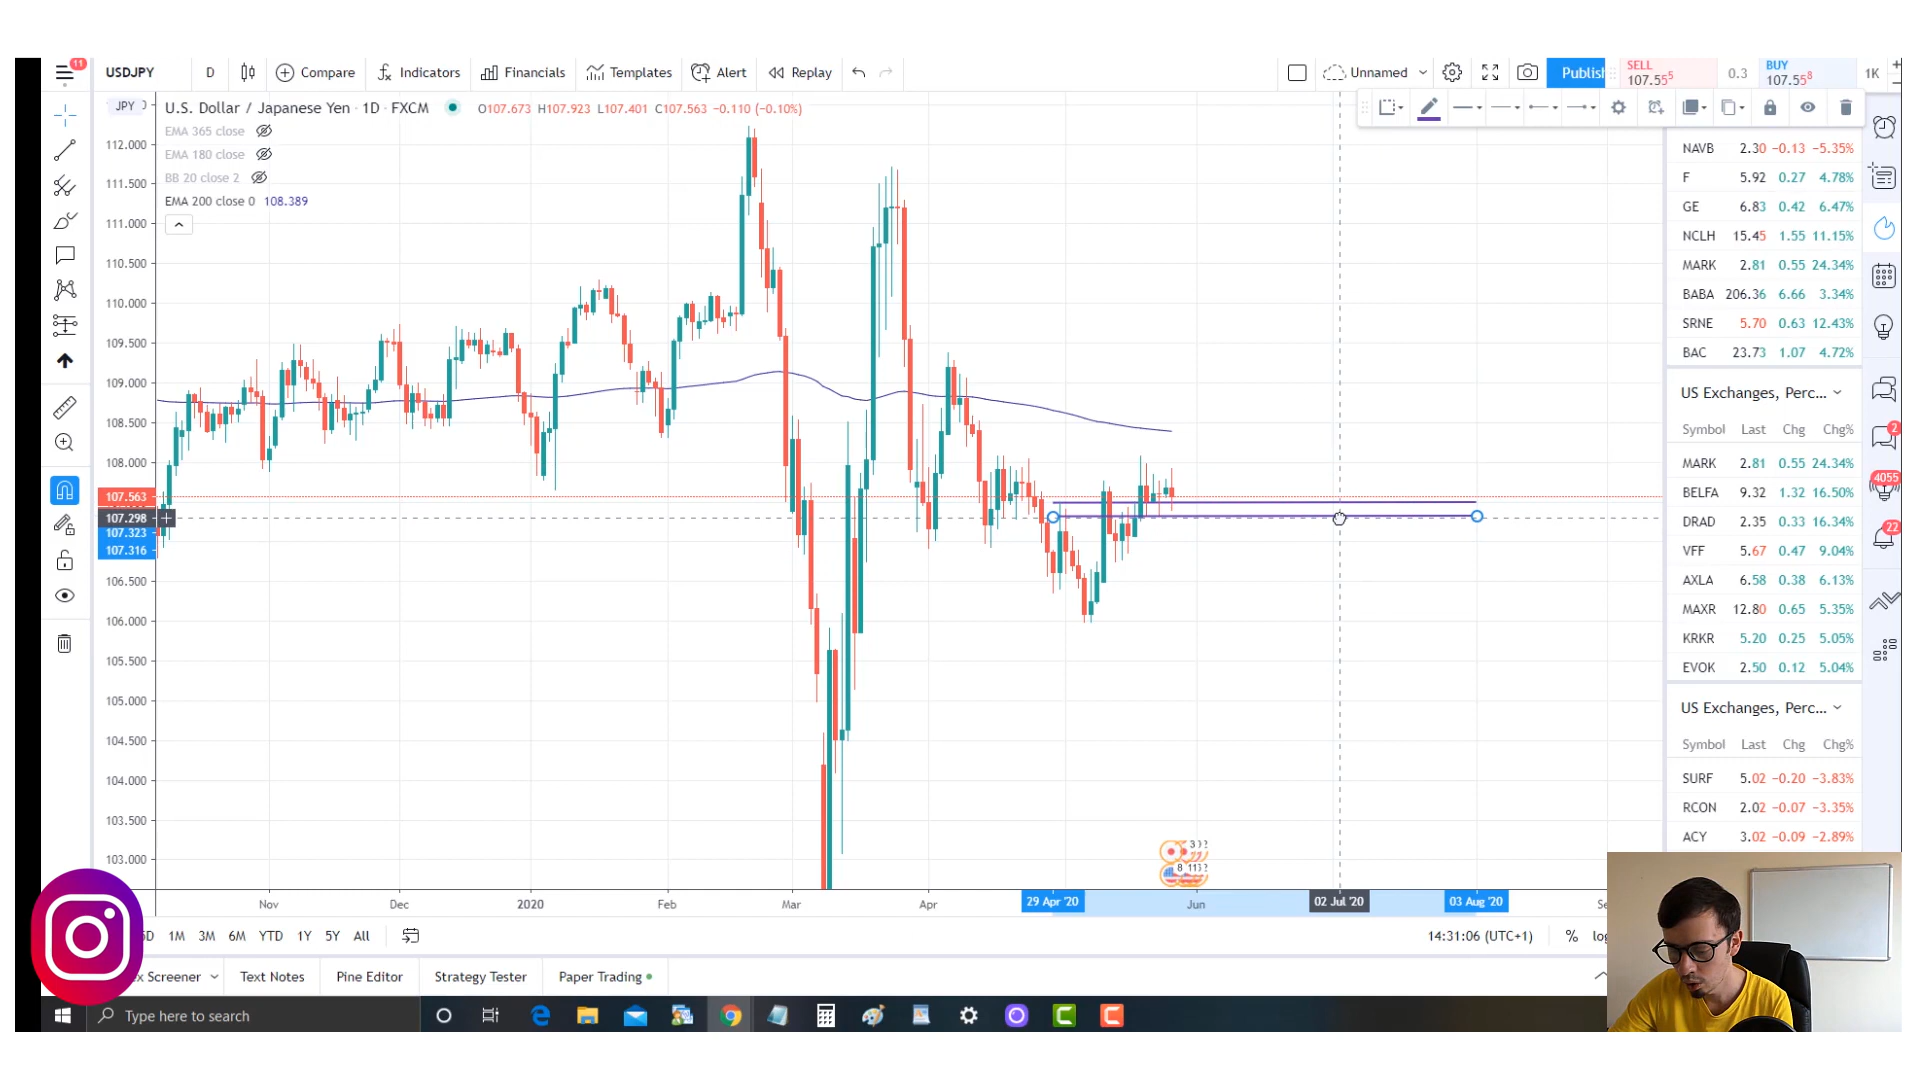 11
USDJPY D Compare Indicators Financials Templates Alert Replay Unnamed Publish SELL 107.555 0.3 BUY 107.558 1K
JPY U.S. Dollar / Japanese Yen · 1D · FXCM O107.673 H107.923 L107.401 C107.563 −0.110 (−0.10%)
EMA 365 close
EMA 180 close
BB 20 close 2
EMA 200 close 0 108.389
112.000
111.500
111.000
110.500
110.000
109.500
109.000
108.500
108.000
107.563
107.298
107.323
107.316
106.500
106.000
105.500
105.000
104.500
104.000
103.500
103.000
NAVB 2.30 −0.13 −5.35%
F 5.92 0.27 4.78%
GE 6.83 0.42 6.47%
NCLH 15.45 1.55 11.15%
MARK 2.81 0.55 24.34%
BABA 206.36 6.66 3.34%
SRNE 5.70 0.63 12.43%
BAC 23.73 1.07 4.72%
US Exchanges, Perc...
Symbol Last Chg Chg%
MARK 2.81 0.55 24.34%
BELFA 9.32 1.32 16.50%
DRAD 2.35 0.33 16.34%
VFF 5.67 0.47 9.04%
AXLA 6.58 0.38 6.13%
MAXR 12.80 0.65 5.35%
KRKR 5.20 0.25 5.05%
EVOK 2.50 0.12 5.04%
US Exchanges, Perc...
Symbol Last Chg Chg%
SURF 5.02 −0.20 −3.83%
RCON 2.02 −0.07 −3.35%
ACY 3.02 −0.09 −2.89%
2
4055
22
Nov Dec 2020 Feb Mar Apr 29 Apr '20 Jun 02 Jul '20 03 Aug '20
5D 1M 3M 6M YTD 1Y 5Y All 14:31:06 (UTC+1) % log
x Screener Text Notes Pine Editor Strategy Tester Paper Trading
Type here to search